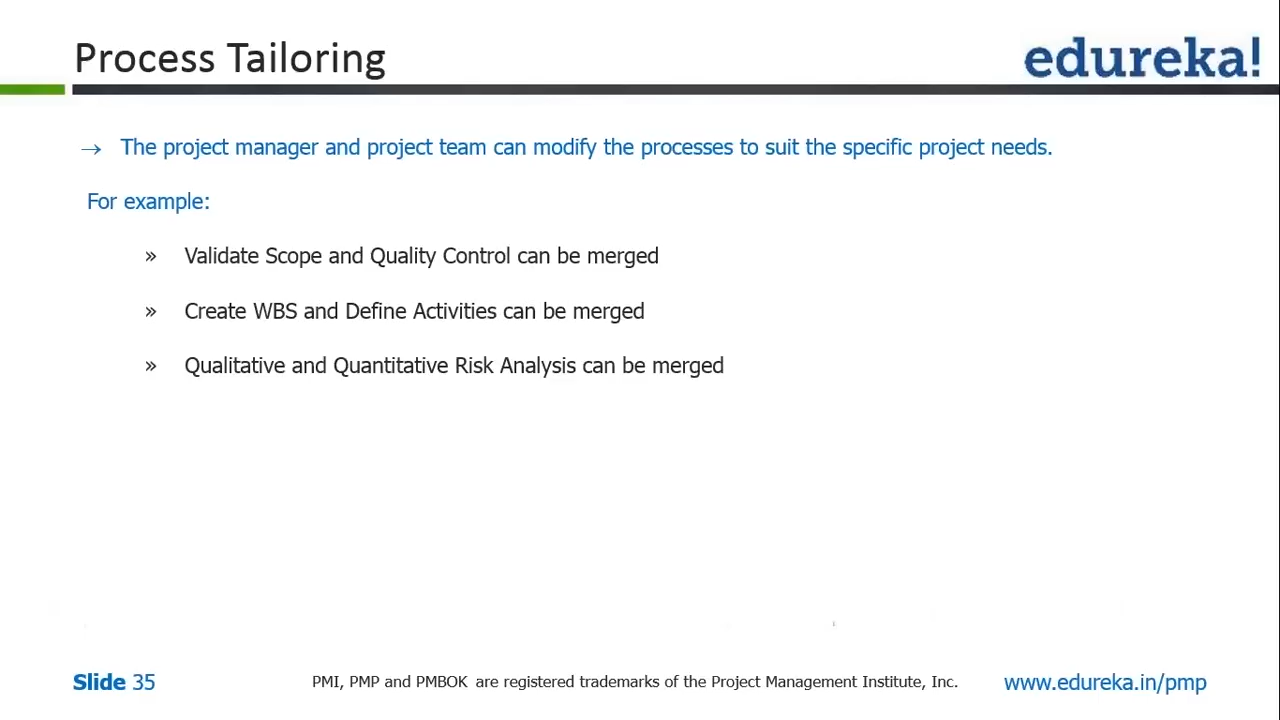 Process Tailoring
edureka!
→ The project manager and project team can modify the processes to suit the specific project needs.
For example:
» Validate Scope and Quality Control can be merged
» Create WBS and Define Activities can be merged
» Qualitative and Quantitative Risk Analysis can be merged
Slide 35
PMI, PMP and PMBOK are registered trademarks of the Project Management Institute, Inc.
www.edureka.in/pmp